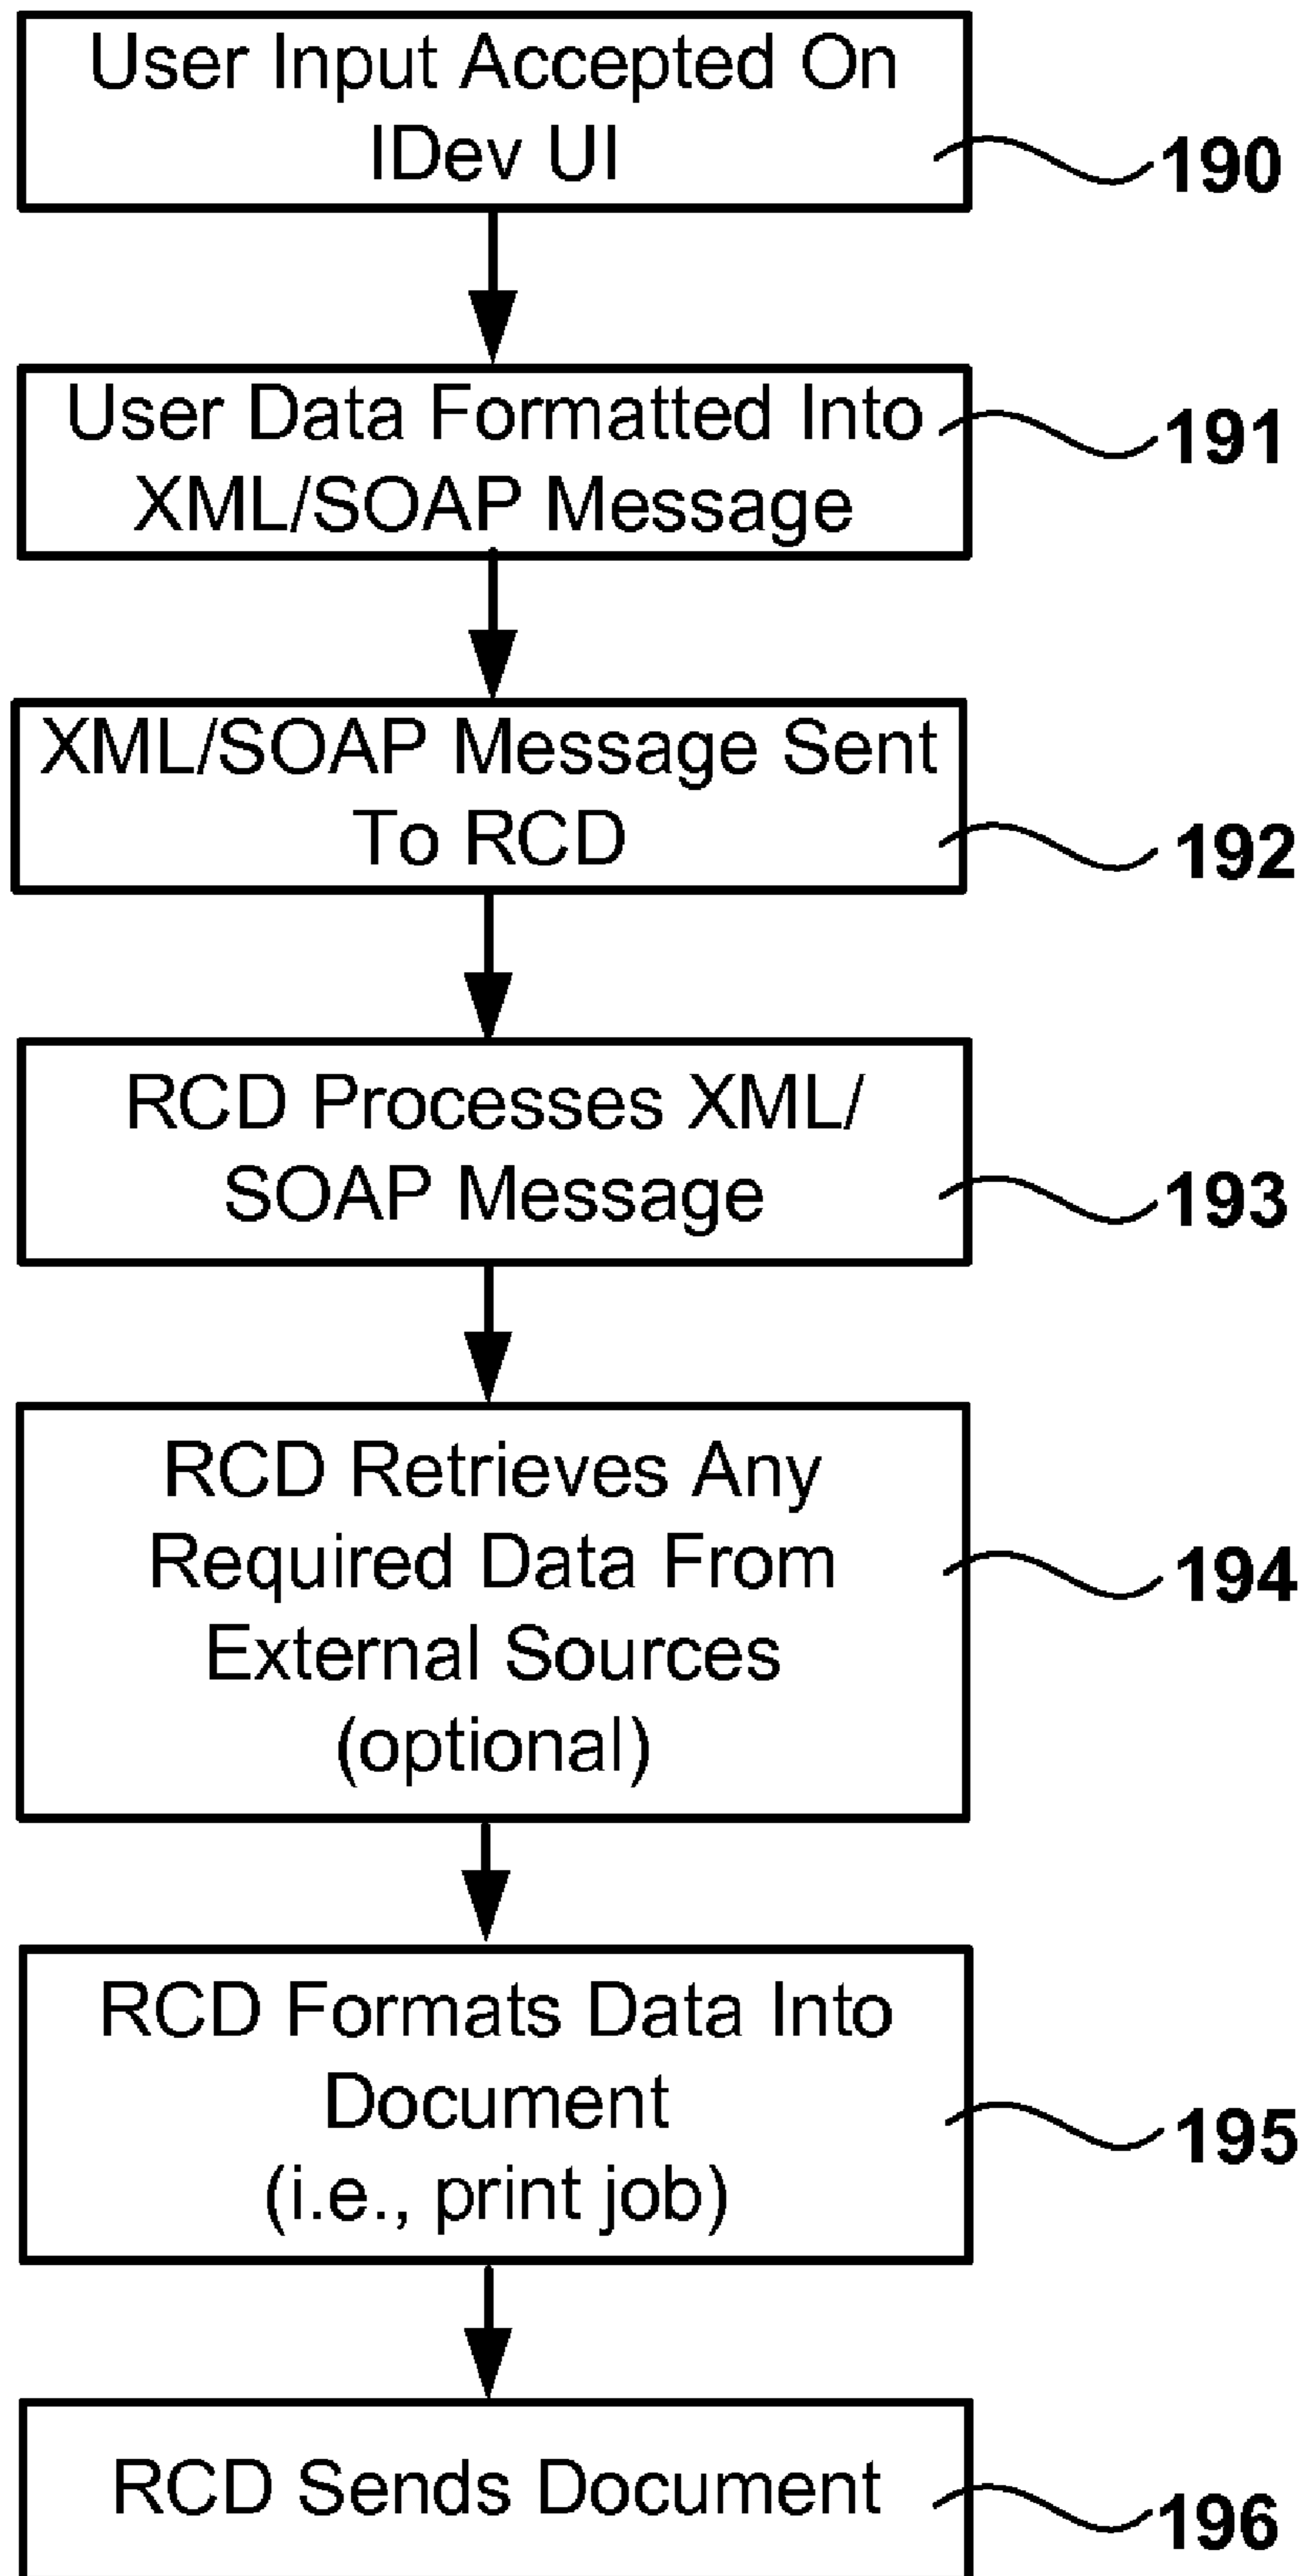 User Input Accepted On
IDev UI
190
User Data Formatted Into
XML/SOAP Message
191
XML/SOAP Message Sent
To RCD
192
RCD Processes XML/
SOAP Message
193
RCD Retrieves Any
Required Data From
External Sources
(optional)
194
RCD Formats Data Into
Document
(i.e., print job)
195
RCD Sends Document
196